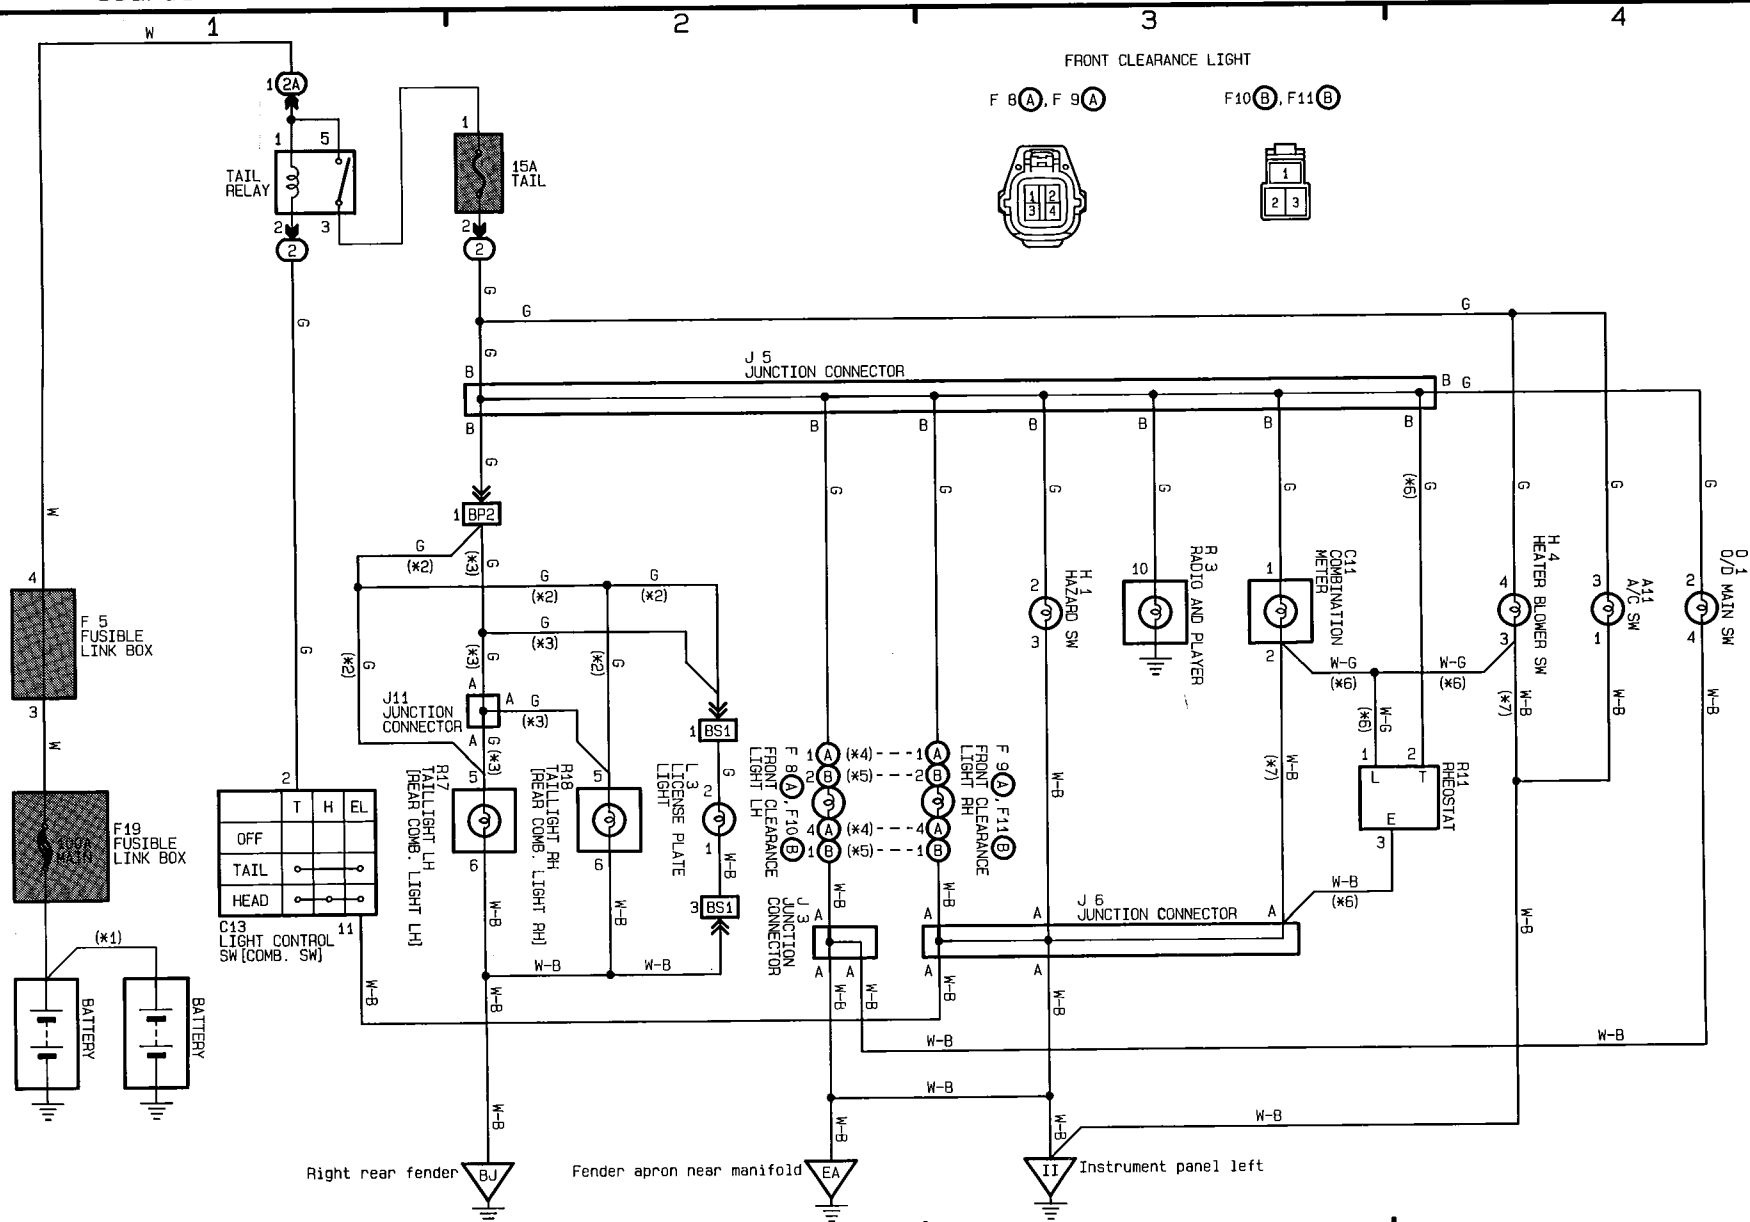 1
2
3
4
W
FRONT CLEARANCE LIGHT
F 8 A, F 9 A
F10 B, F11 B
1 2A
1
1 5
TAIL
RELAY
15A
TAIL
2 3
2
2
2
1 2
3 4
1
2 3
G
G
G
G
G
G
J 5
JUNCTION CONNECTOR
B
B G
B
B
B
B
B
B
B
G
G
G
G
G
G
(*6)
G
G
G
G
W
1 BP2
G
(*2)
(*3)
G
G
(*2)
G
(*2)
G
(*3)
G
(*2)
(*3)
G
(*2)
G
4
F 5
FUSIBLE
LINK BOX
3
W
2
H 1
HAZARD SW
3
10
R 3
RADIO AND PLAYER
1
C11
COMBINATION
METER
2
4
H 4
HEATER BLOWER SW
3
3
A11
A/C SW
1
2
O 1
O/D MAIN SW
4
W-G
(*6)
W-G
(*6)
W-G
(*6)
W-B
(*7)
W-B
W-B
J11
JUNCTION
CONNECTOR
A
A
G
(*3)
A
G
(*3)
1 BS1
G
2
L 3
LICENSE PLATE
LIGHT
1
W-B
3 BS1
5
R17
TAILLIGHT LH
[REAR COMB. LIGHT LH]
6
5
R18
TAILLIGHT RH
[REAR COMB. LIGHT RH]
6
F 8 A, F10 B
FRONT CLEARANCE
LIGHT LH
1 A (*4) 1 A
2 B (*5) 2 B
4 A (*4) 4 A
1 B (*5) 1 B
F 9 A, F11 B
FRONT CLEARANCE
LIGHT RH
W-B
W-B
(*7)
1 2
L T
E
3
R11
RHEOSTAT
W-B
(*6)
100A
MAIN
F19
FUSIBLE
LINK BOX
2
T H EL
OFF
TAIL
HEAD
C13
LIGHT CONTROL
SW [COMB. SW]
11
(*1)
BATTERY
BATTERY
W-B
W-B
W-B
W-B
W-B
W-B
W-B
W-B
A
J 3
JUNCTION
CONNECTOR
A
A
A
A
J 6
JUNCTION CONNECTOR
A
A
A
W-B
W-B
W-B
W-B
W-B
W-B
W-B
W-B
W-B
W-B
W-B
W-B
Right rear fender BJ
Fender apron near manifold EA
II Instrument panel left